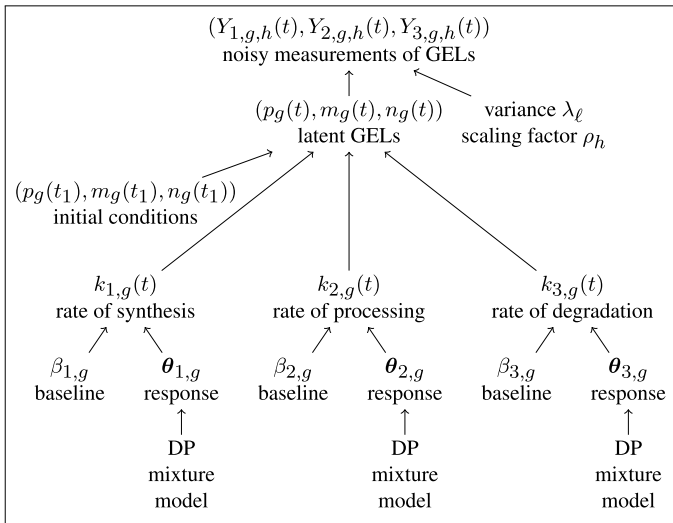 (Y_{1,g,h}(t), Y_{2,g,h}(t), Y_{3,g,h}(t))
noisy measurements of GELs
(p_g(t), m_g(t), n_g(t))
latent GELs
variance λ_ℓ
scaling factor ρ_h
(p_g(t_1), m_g(t_1), n_g(t_1))
initial conditions
k_{1,g}(t) k_{2,g}(t) k_{3,g}(t)
rate of synthesis rate of processing rate of degradation
β_{1,g} θ_{1,g} β_{2,g} θ_{2,g} β_{3,g} θ_{3,g}
baseline response baseline response baseline response
DP DP DP
mixture mixture mixture
model model model